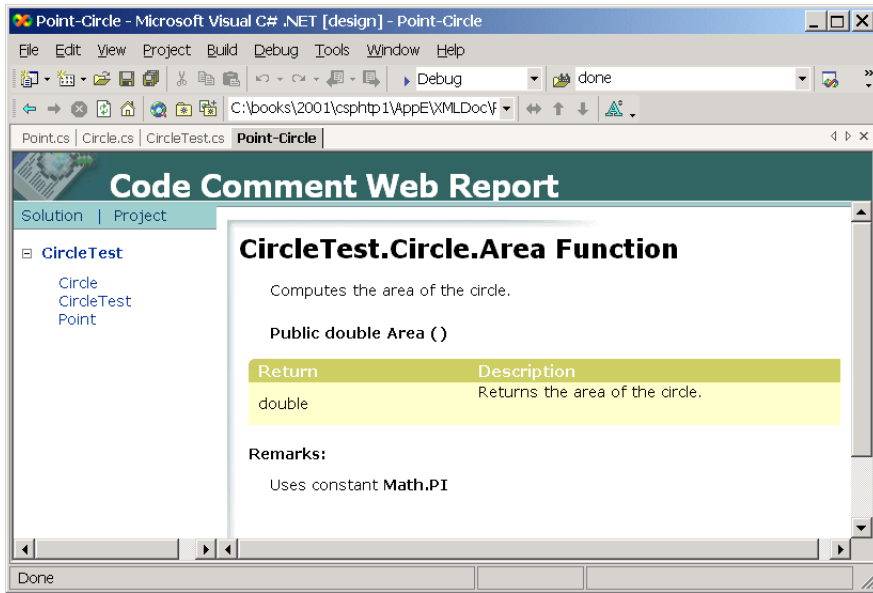 Point-Circle - Microsoft Visual C# .NET [design] - Point-Circle
File Edit View Project Build Debug Tools Window Help
Debug done
C:\books\2001\csphtp1\AppE\XMLDoc\
Point.cs Circle.cs CircleTest.cs Point-Circle
Code Comment Web Report
Solution | Project
CircleTest
Circle
CircleTest
Point
CircleTest.Circle.Area Function
Computes the area of the circle.
Public double Area ()
Return Description
double Returns the area of the circle.
Remarks:
Uses constant Math.PI
Done